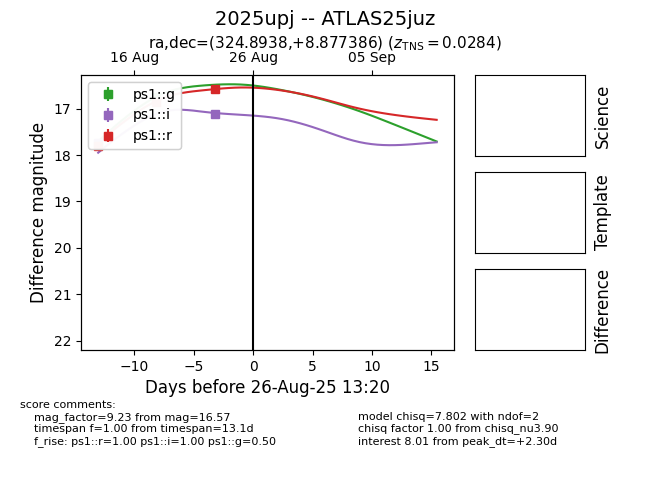 2025upj -- ATLAS25juz
ra,dec=(324.8938,+8.877386) (z_TNS = 0.0284)
16 Aug 26 Aug 05 Sep
ps1::g
ps1::i
ps1::r
17
18
19
20
21
22
Difference magnitude
−10 −5 0 5 10 15
Days before 26-Aug-25 13:20
Science
Template
Difference
score comments:
mag_factor=9.23 from mag=16.57
timespan f=1.00 from timespan=13.1d
f_rise: ps1::r=1.00 ps1::i=1.00 ps1::g=0.50
model chisq=7.802 with ndof=2
chisq factor 1.00 from chisq_nu3.90
interest 8.01 from peak_dt=+2.30d